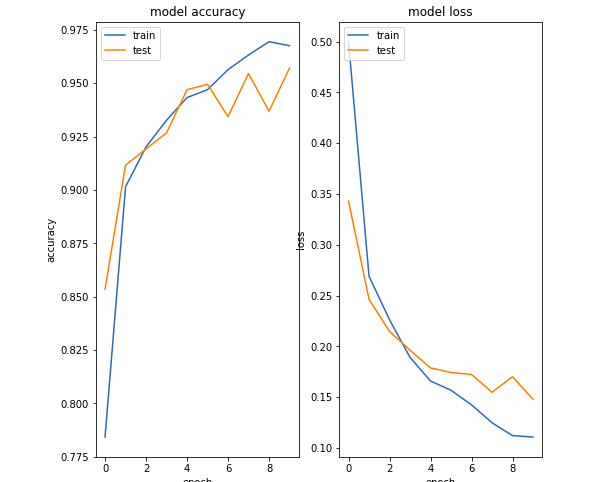 model accuracy
train
test
0.975
0.950
0.925
0.900
0.875
0.850
0.825
0.800
0.775
accuracy
0 2 4 6 8
epoch
model loss
train
test
0.50
0.45
0.40
0.35
0.30
0.25
0.20
0.15
0.10
loss
0 2 4 6 8
epoch